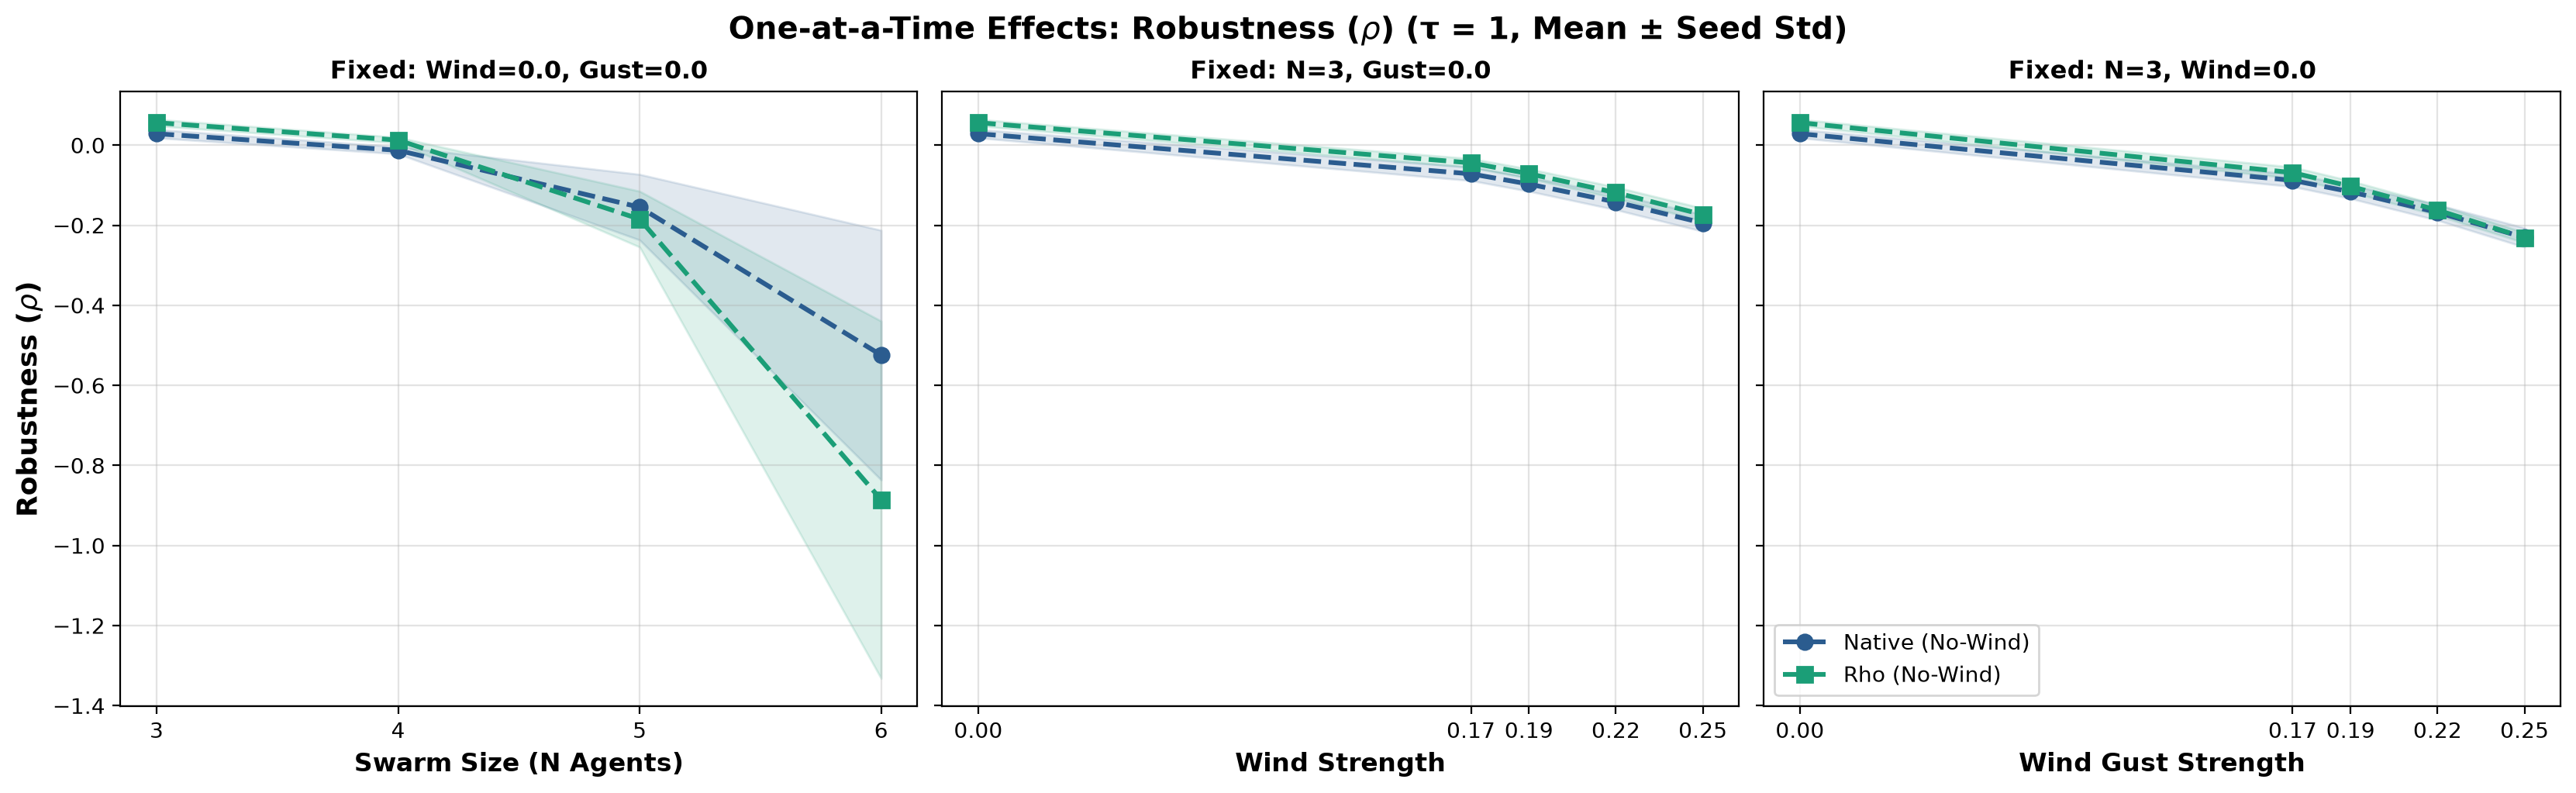 One-at-a-Time Effects: Robustness (ρ) (τ = 1, Mean ± Seed Std)
Fixed: Wind=0.0, Gust=0.0
Fixed: N=3, Gust=0.0
Fixed: N=3, Wind=0.0
Robustness (ρ)
0.0
−0.2
−0.4
−0.6
−0.8
−1.0
−1.2
−1.4
3 4 5 6
Swarm Size (N Agents)
0.00 0.17 0.19 0.22 0.25
Wind Strength
Native (No-Wind)
Rho (No-Wind)
0.00 0.17 0.19 0.22 0.25
Wind Gust Strength